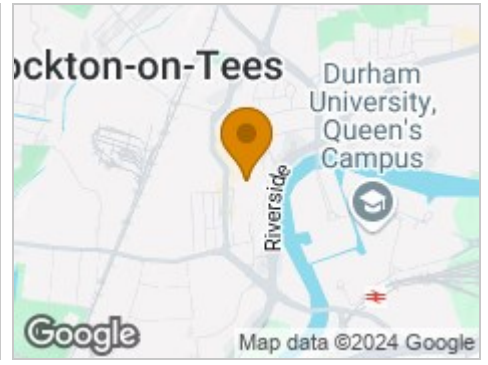 ockton-on-Tees
Durham
University,
Queen's
Campus
Riverside
Google
Map data ©2024 Google